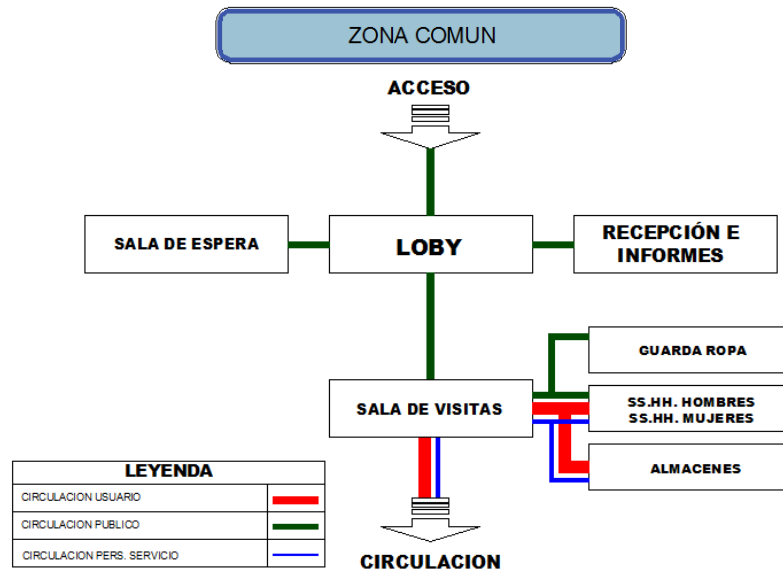 ZONA COMUN
ACCESO
SALA DE ESPERA
LOBY
RECEPCIÓN E
INFORMES
GUARDA ROPA
SALA DE VISITAS
SS.HH. HOMBRES
SS.HH. MUJERES
ALMACENES
LEYENDA
CIRCULACION USUARIO
CIRCULACION PUBLICO
CIRCULACION PERS. SERVICIO
CIRCULACION